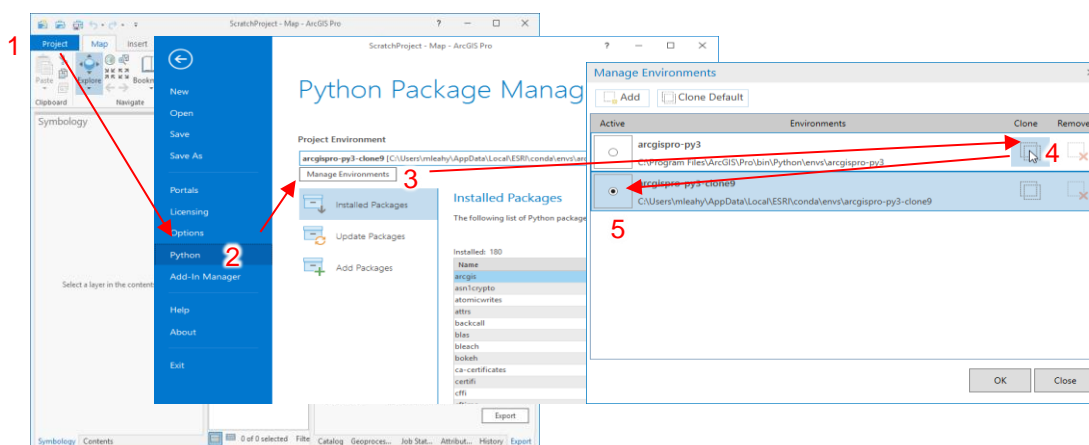 ScratchProject - Map - ArcGIS Pro
?
1
Project Map Insert
Paste
Explore
Clipboard
Navigate
Symbology
Select a layer in the
0 of 0 selected
Symbology Contents
Catalog Geoproces... Job Stat... Attribut... History Export
ScratchProject - Map - ArcGIS Pro
?
New
Open
Save
Save As
Portals
Licensing
Options
Python
2
Add-In Manager
Help
About
Exit
Python Package Manag
Project Environment
arcgispro-py3-clone9 [C:\Users\mleahy\AppData\Local\ESRI\conda\envs\arc
Manage Environments
3
Installed Packages
Update Packages
Add Packages
Installed Packages
The following list of Python package
Installed: 180
Name
arcgis
asn1crypto
atomicwrites
attrs
backcall
blas
bleach
bokeh
ca-certificates
certifi
cffi
Export
Manage Environments
Add Clone Default
Active Environments Clone Remove
arcgispro-py3
C:\Program Files\ArcGIS\Pro\bin\Python\envs\arcgispro-py3
4
arcgispro-py3-clone9
C:\Users\mleahy\AppData\Local\ESRI\conda\envs\arcgispro-py3-clone9
5
OK Close